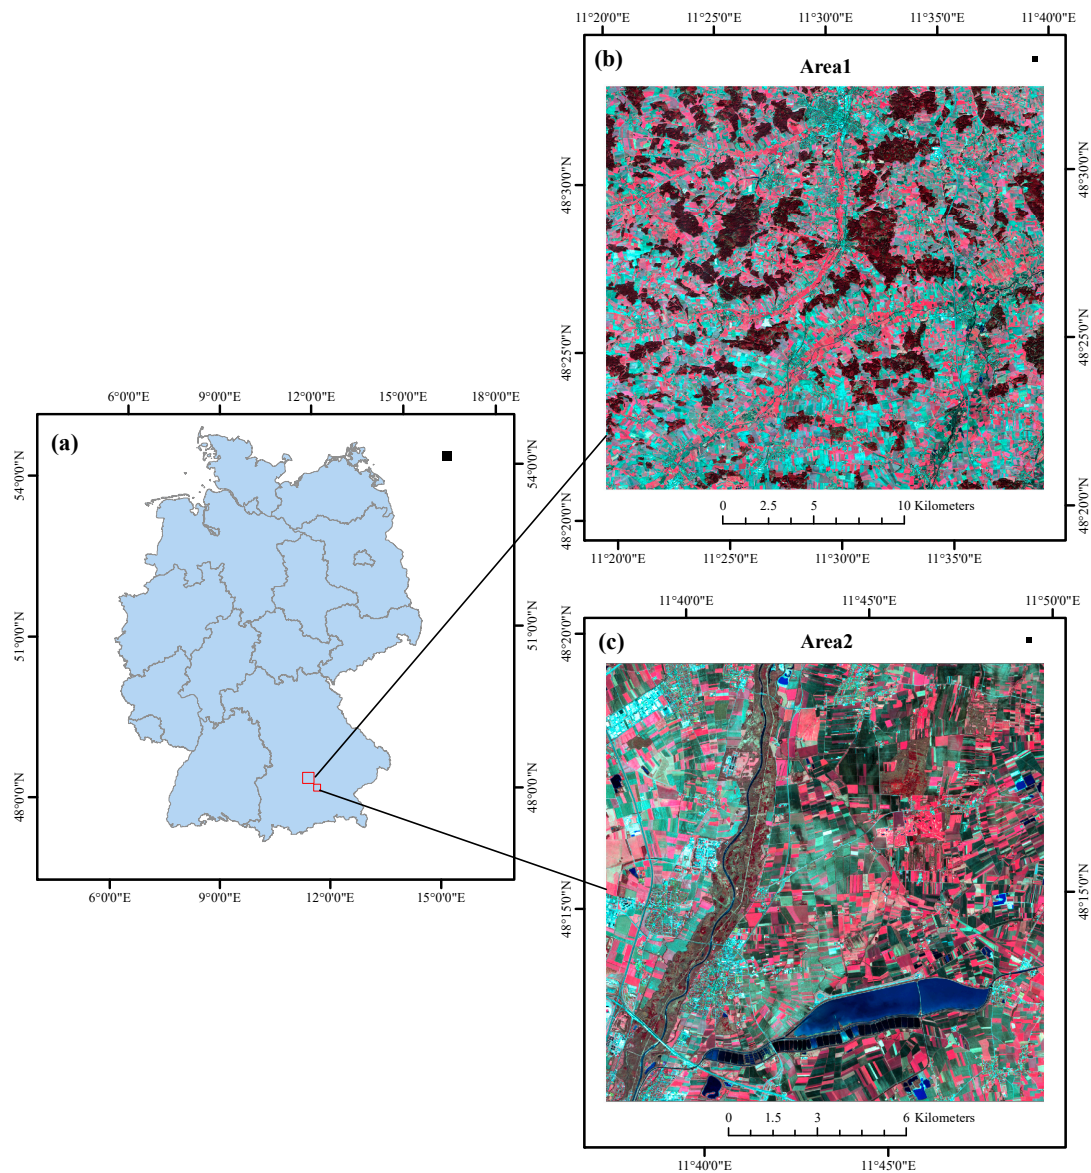 11°20'0"E 11°25'0"E 11°30'0"E 11°35'0"E 11°40'0"E
(b)
Area1
48°30'0"N
48°25'0"N
48°20'0"N
48°30'0"N
48°25'0"N
48°20'0"N
0 2.5 5 10 Kilometers
11°20'0"E 11°25'0"E 11°30'0"E 11°35'0"E
6°0'0"E 9°0'0"E 12°0'0"E 15°0'0"E 18°0'0"E
(a)
54°0'0"N
51°0'0"N
48°0'0"N
54°0'0"N
51°0'0"N
48°0'0"N
6°0'0"E 9°0'0"E 12°0'0"E 15°0'0"E
11°40'0"E 11°45'0"E 11°50'0"E
(c)
Area2
48°20'0"N
48°15'0"N
48°15'0"N
0 1.5 3 6 Kilometers
11°40'0"E 11°45'0"E